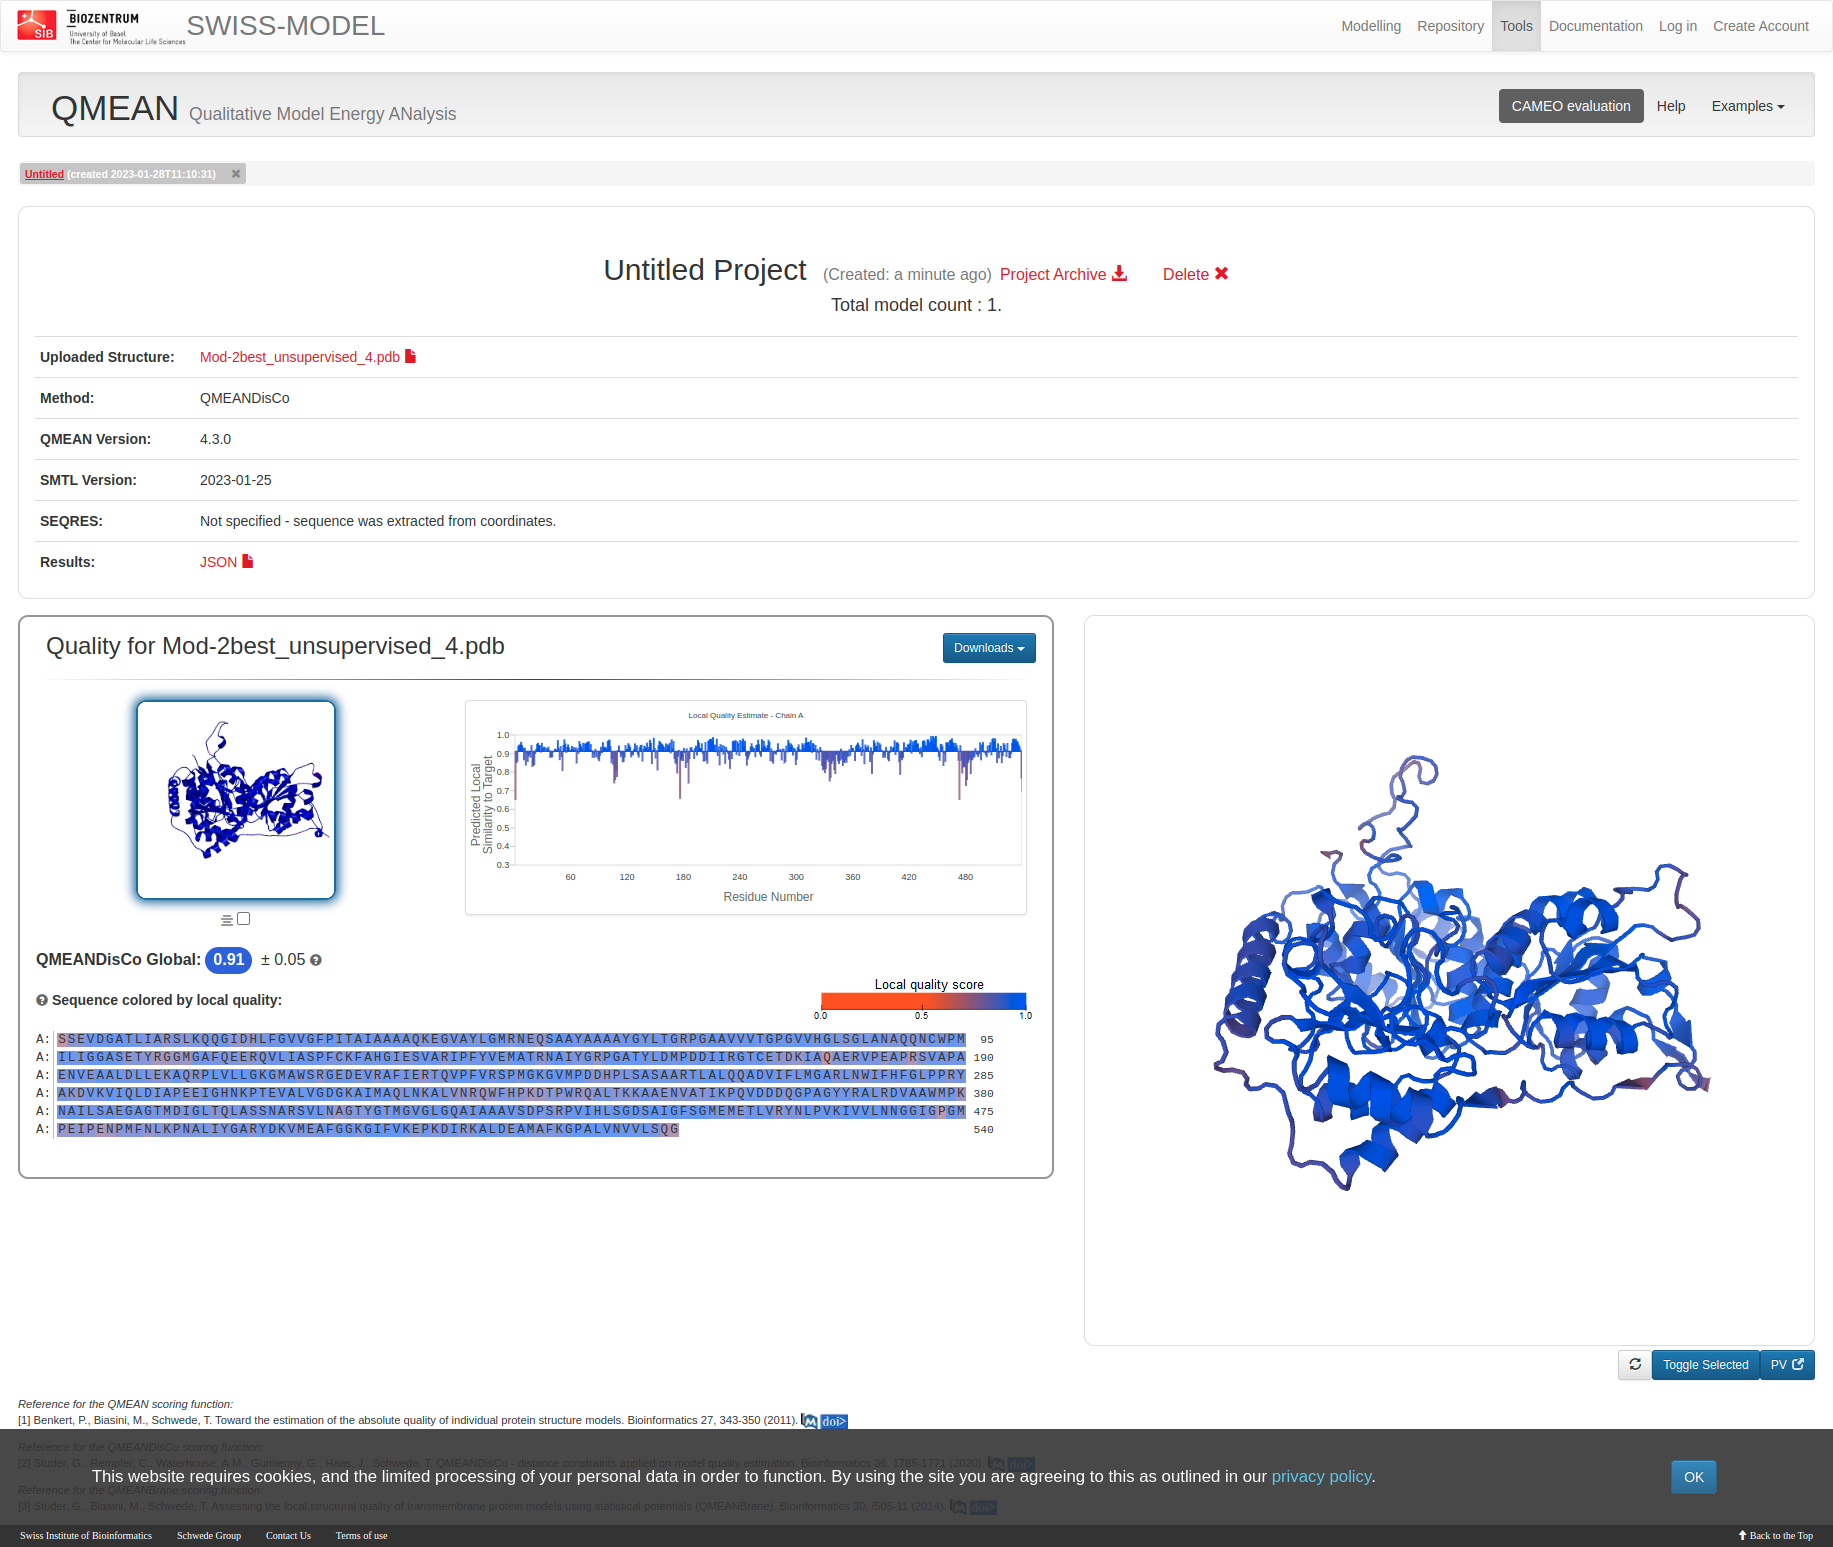 SIB BIOZENTRUM
University of Basel
The Center for Molecular Life Sciences
SWISS-MODEL
Modelling Repository Tools Documentation Log in Create Account
QMEAN Qualitative Model Energy ANalysis
CAMEO evaluation Help Examples
Untitled (created 2023-01-28T11:10:31)
Untitled Project (Created: a minute ago) Project Archive Delete
Total model count : 1.
Uploaded Structure: Mod-2best_unsupervised_4.pdb
Method: QMEANDisCo
QMEAN Version: 4.3.0
SMTL Version: 2023-01-25
SEQRES: Not specified - sequence was extracted from coordinates.
Results: JSON
Quality for Mod-2best_unsupervised_4.pdb
Downloads
Local Quality Estimate - Chain A
1.0
0.9
0.8
0.7
0.6
0.5
0.4
0.3
Predicted Local
Similarity to Target
60 120 180 240 300 360 420 480
Residue Number
QMEANDisCo Global: 0.91 ± 0.05
Sequence colored by local quality:
Local quality score
0.0 0.5 1.0
A: SSEVDGATLIARSLKQQGIDHLFGVVGFPITAIAAAAQKEGVAYLGMRNEQSAAYAAAAYGYLTGRPGAAVVVTGPGVVHGLSGLANAQQNCWPM 95
A: ILIGGASETYRGGMGAFQEERQVLIASPFCKFAHGIESVARIPFYVEMATRNAIYGRPGATYLDMPDDIIRGTCETDKIAQAERVPEAPRSVAPA 190
A: ENVEAALDLLEKAQRPLVLLGKGMAWSRGEDEVRAFIERTQVPFVRSPMGKGVMPDDHPLSASAARTLALQQADVIFLMGARLNWIFHFGLPPRY 285
A: AKDVKVIQLDIAPEEIGHNKPTEVALVGDGKAIMAQLNKALVNRQWFHPKDTPWRQALTKKAAENVATIKPQVDDDQGPAGYYRALRDVAAWMPK 380
A: NAILSAEGAGTMDIGLTQLASSNARSVLNAGTYGTMGVGLGQAIAAAVSDPSRPVIHLSGDSAIGFSGMEMETLVRYNLPVKIVVLNNGGIGPGM 475
A: PEIPENPMFNLKPNALIYGARYDKVMEAFGGKGIFVKEPKDIRKALDEAMAFKGPALVNVVLSQG 540
Toggle Selected PV
Reference for the QMEAN scoring function:
[1] Benkert, P., Biasini, M., Schwede, T. Toward the estimation of the absolute quality of individual protein structure models. Bioinformatics 27, 343-350 (2011). M doi>
Reference for the QMEANDisCo scoring function:
[2] Studer, G., Rempfer, C., Waterhouse, A.M., Gumienny, G., Haas, J., Schwede, T. QMEANDisCo - distance constraints applied on model quality estimation. Bioinformatics 36, 1765-1771 (2020). M doi>
This website requires cookies, and the limited processing of your personal data in order to function. By using the site you are agreeing to this as outlined in our privacy policy.
OK
Reference for the QMEANBrane scoring function:
[3] Studer, G., Biasini, M., Schwede, T. Assessing the local structural quality of transmembrane protein models using statistical potentials (QMEANBrane). Bioinformatics 30, i505-11 (2014). M doi>
Swiss Institute of Bioinformatics Schwede Group Contact Us Terms of use Back to the Top